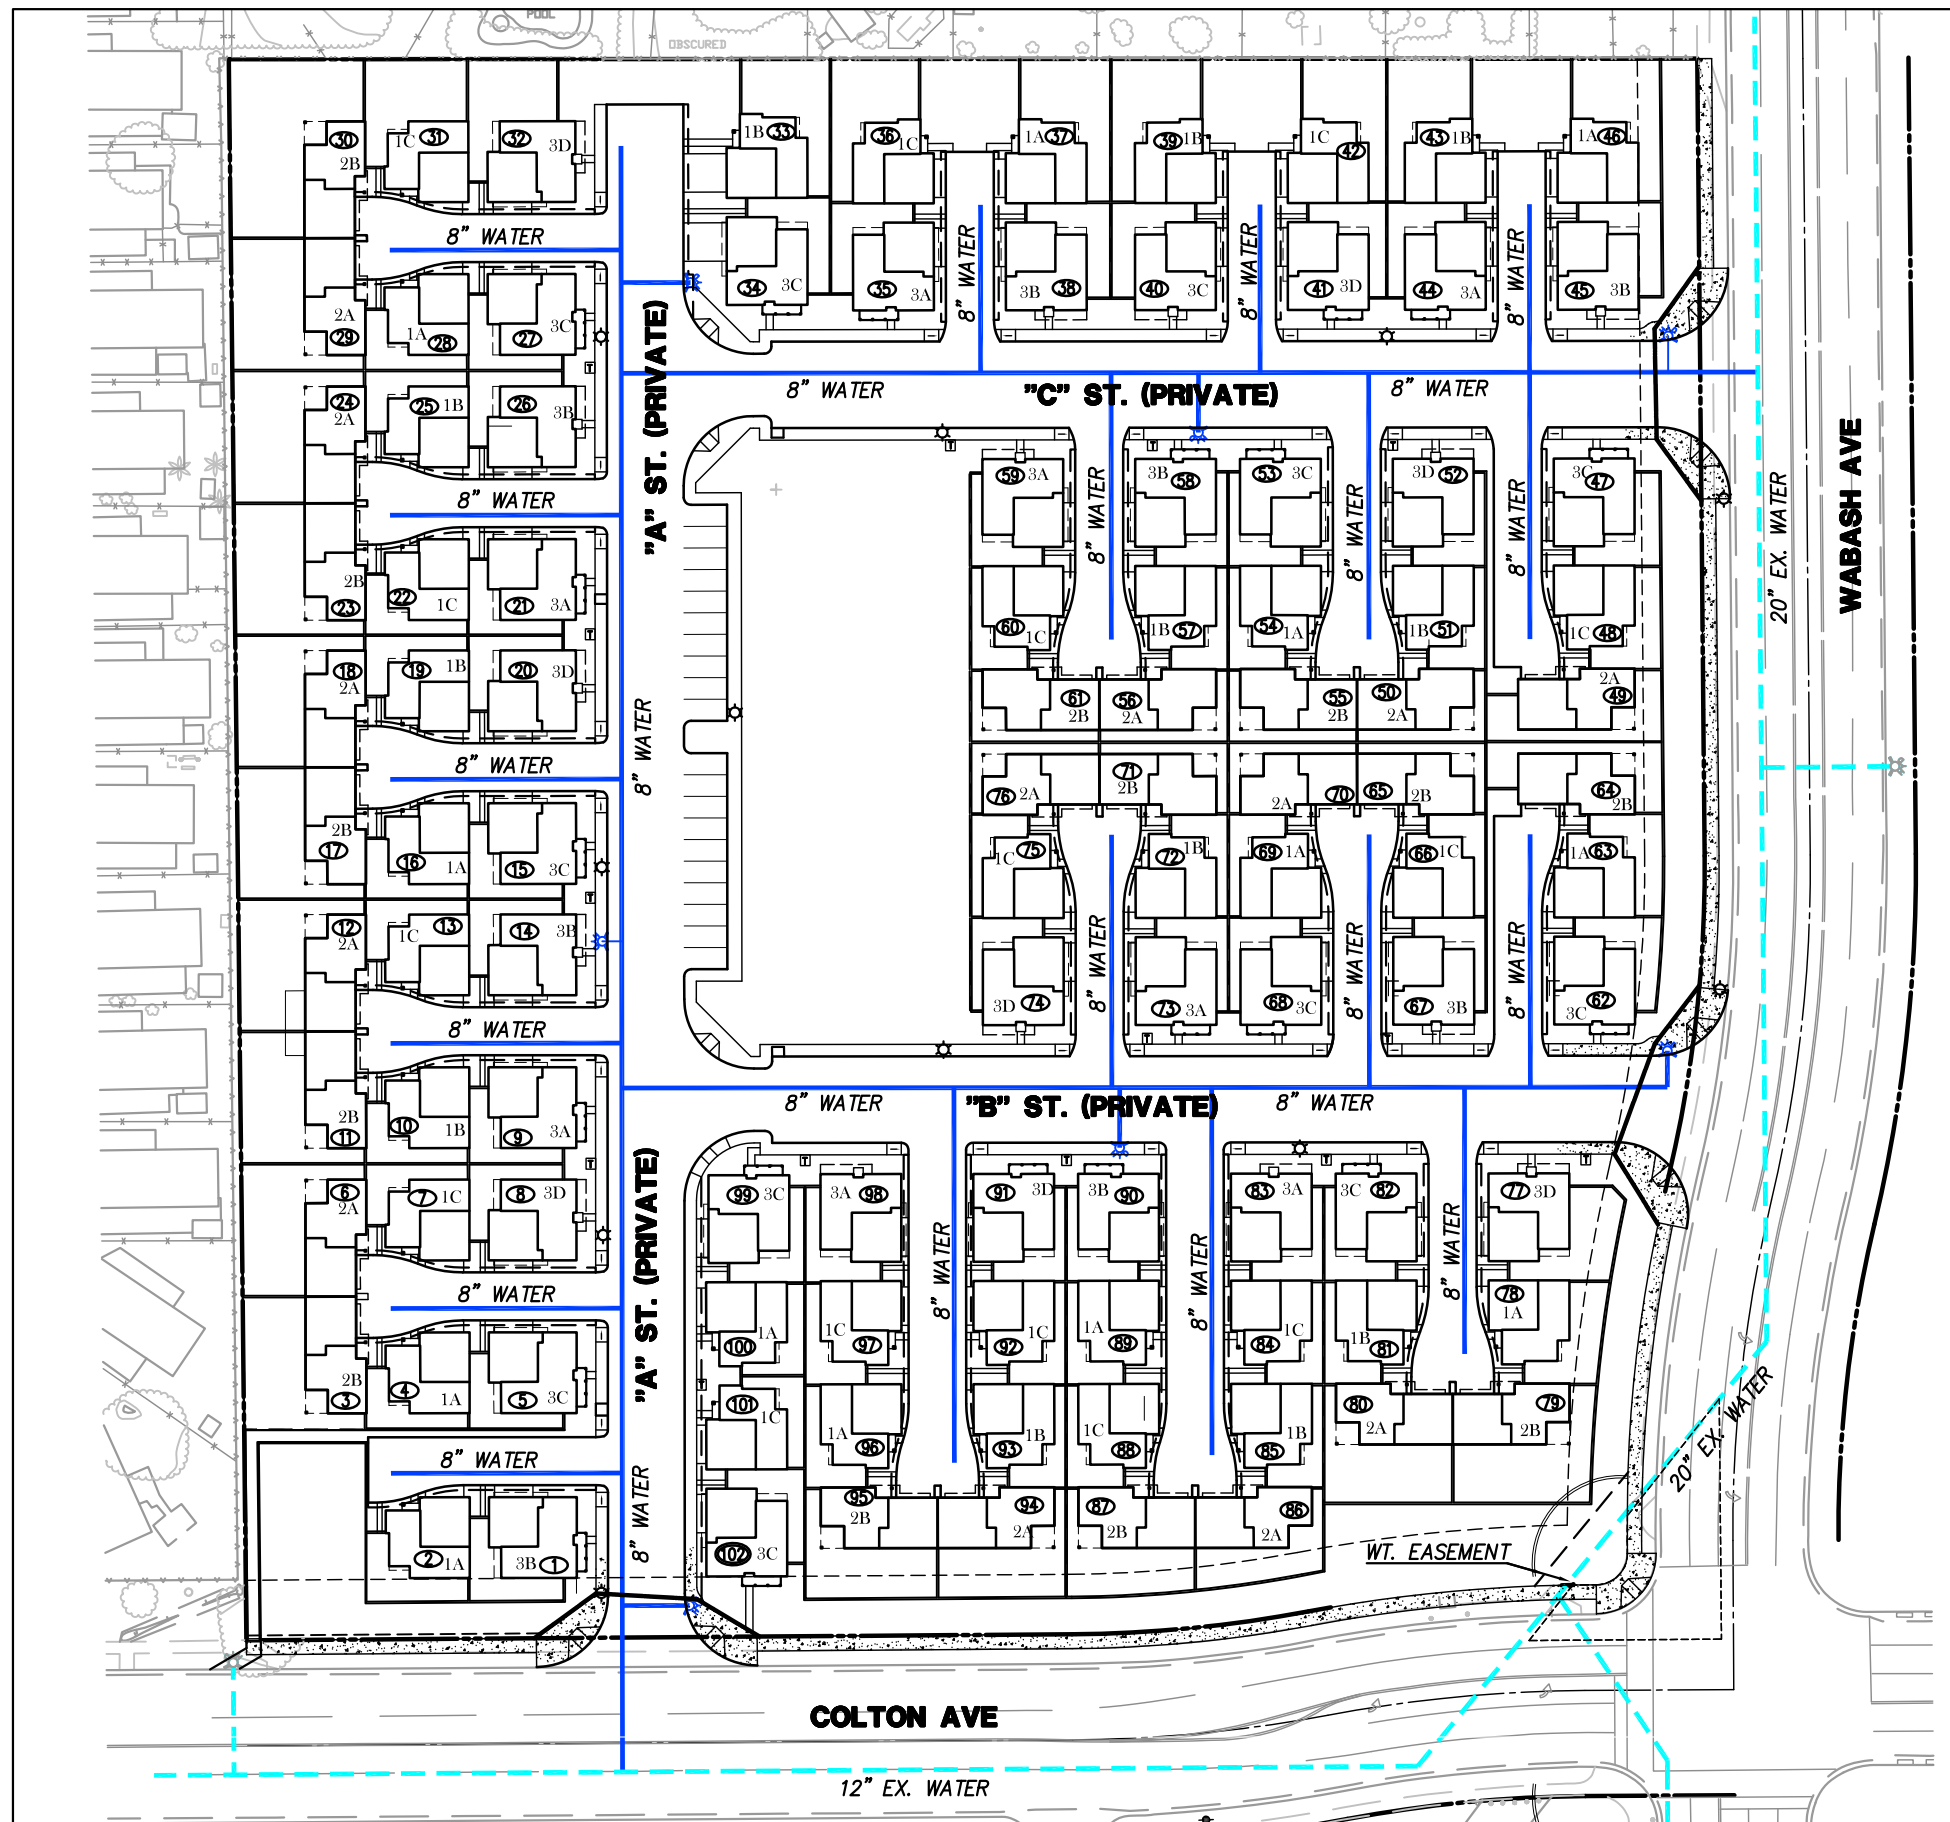 POOL
OBSCURED
30 2B
1C 31
32 3D
1B 33
36 1C
1A 37
39 1B
1C 42
43 1B
1A 46
8" WATER
8" WATER
8" WATER
8" WATER
34 3C
35 3A
3B 38
40 3C
41 3D
44 3A
45 3B
2A 29
1A 28
3C 27
"A" ST. (PRIVATE)
8" WATER
"C" ST. (PRIVATE)
8" WATER
24 2A
25 1B
26 3B
59 3A
3B 58
53 3C
3D 52
3C 47
8" WATER
8" WATER
8" WATER
8" WATER
20" EX. WATER
WABASH AVE
2B 23
22 1C
21 3A
60 1C
1B 57
54 1A
1B 51
1C 48
18 2A
19 1B
20 3D
61 2B
56 2A
55 2B
50 2A
2A 49
8" WATER
8" WATER
76 2A
71 2B
2A 70
65 2B
64 2B
2B 17
16 1A
15 3C
1C 75
72 1B
69 1A
66 1C
1A 63
12 2A
1C 13
14 3B
8" WATER
8" WATER
8" WATER
8" WATER
3D 74
73 3A
68 3C
67 3B
3C 62
2B 11
10 1B
9 3A
8" WATER
"B" ST. (PRIVATE)
8" WATER
"A" ST. (PRIVATE)
6 2A
7 1C
8 3D
99 3C
3A 98
91 3D
3B 90
83 3A
3C 82
77 3D
8" WATER
8" WATER
8" WATER
8" WATER
2B 3
4 1A
5 3C
1A 100
1C 97
1C 92
1A 89
1C 84
1B 81
78 1A
101 1C
1A 96
1B 93
1C 88
1B 85
80 2A
79 2B
20" EX. WATER
8" WATER
8" WATER
95 2B
94 2A
87 2B
86 2A
2 1A
3B 1
102 3C
WT. EASEMENT
COLTON AVE
12" EX. WATER